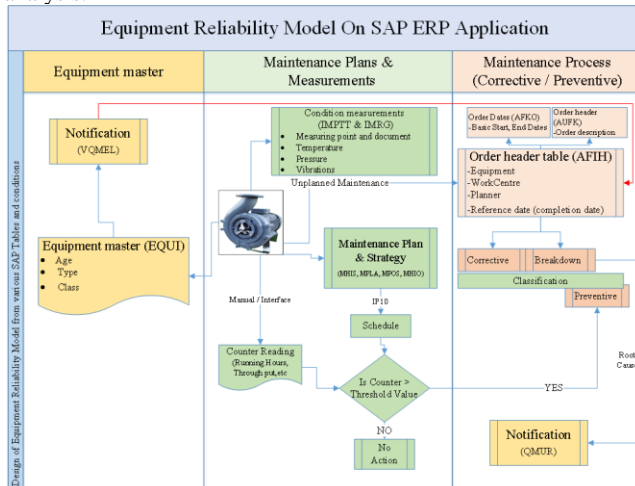 analysis.
Equipment Reliability Model On SAP ERP Application
Design of Equipment Reliability Model from various SAP Tables and conditions
Equipment master
Maintenance Plans &
Measurements
Maintenance Process
(Corrective / Preventive)
Notification
(VQMEL)
Equipment master (EQUI)
• Age
• Type
• Class
Condition measurements
(IMPTT & IMRG)
• Measuring point and document
• Temperature
• Pressure
• Vibrations
Unplanned Maintenance
Maintenance Plan
& Strategy
(MHIS, MPLA, MPOS, MHIO)
Manual / Interface
IP10
Schedule
Counter Reading
(Running Hours,
Through put,etc
Is Counter >
Threshold Value
YES
NO
No
Action
Order Dates (AFKO)
-Basic Start, End Dates
Order header
(AUFK)
-Order description
Order header table (AFIH)
-Equipment
-WorkCentre
-Planner
-Reference date (completion date)
Corrective
Breakdown
Classification
Preventive
Root
Cause
Notification
(QMUR)